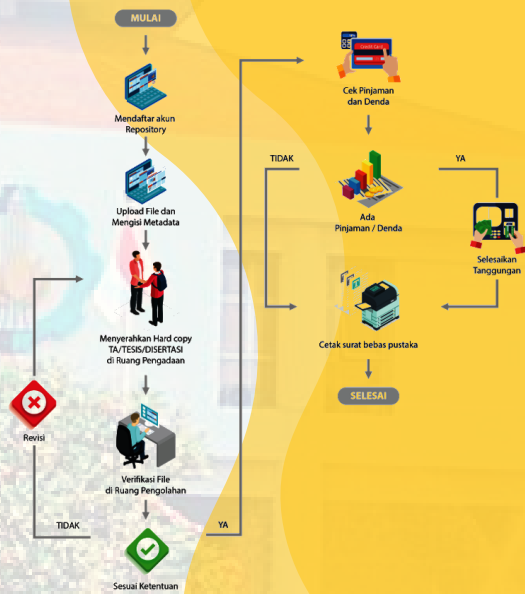 MULAI
Mendaftar akun
Repository
Upload File dan
Mengisi Metadata
Menyerahkan Hard copy
TA/TESIS/DISERTASI
di Ruang Pengadaan
Revisi
Verifikasi File
di Ruang Pengolahan
TIDAK
YA
Sesuai Ketentuan
Credit Card
Cek Pinjaman
dan Denda
TIDAK
YA
Ada
Pinjaman / Denda
Selesaikan
Tanggungan
Cetak surat bebas pustaka
SELESAI